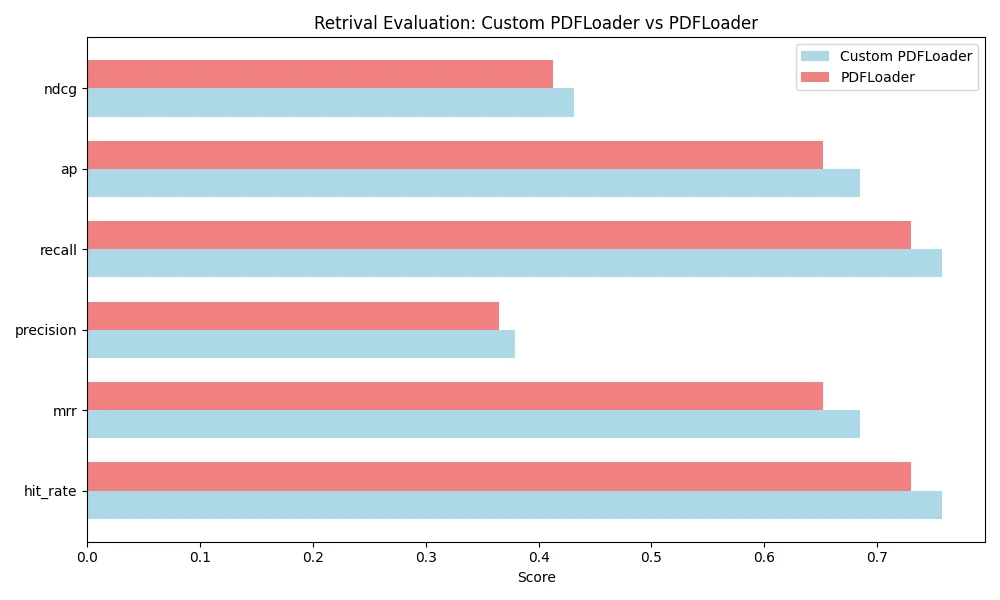 Retrival Evaluation: Custom PDFLoader vs PDFLoader
Custom PDFLoader
PDFLoader
ndcg
ap
recall
precision
mrr
hit_rate
0.0 0.1 0.2 0.3 0.4 0.5 0.6 0.7
Score